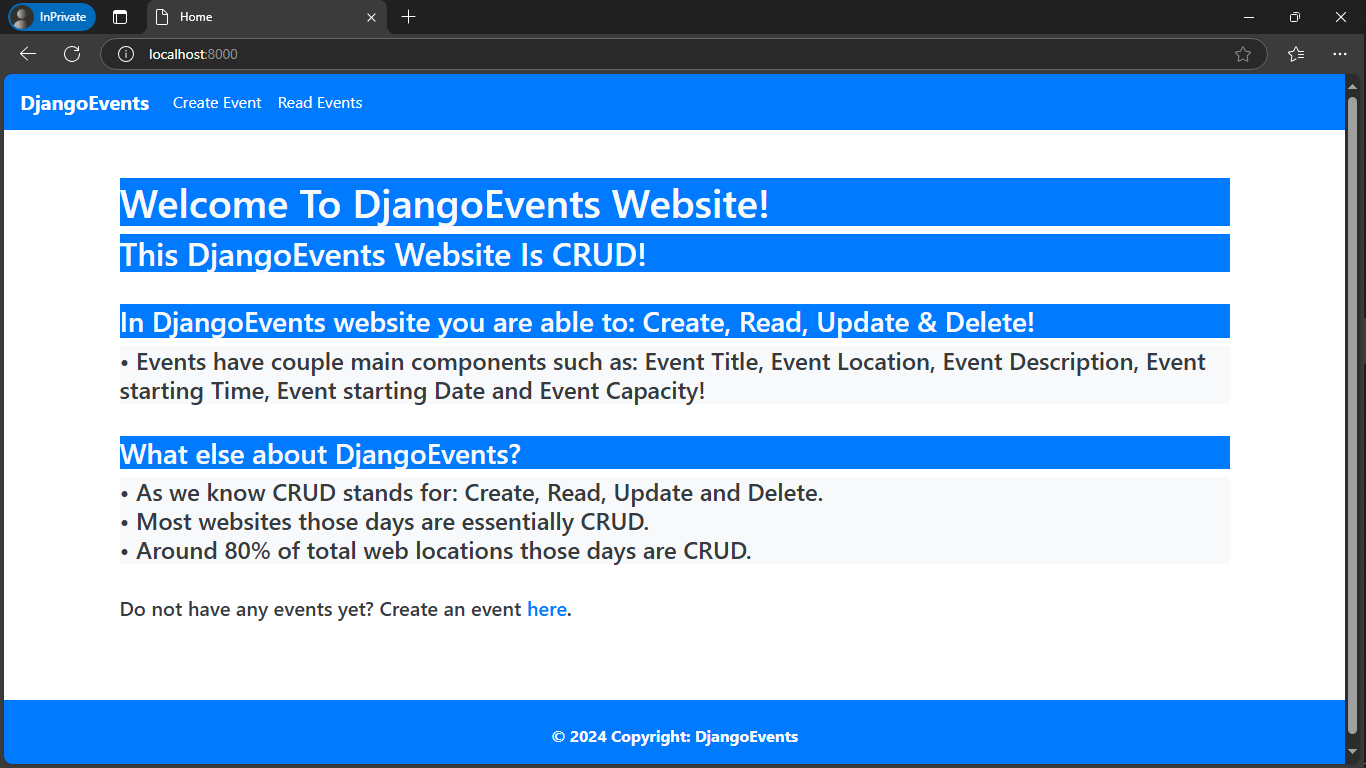 InPrivate
Home
localhost:8000
DjangoEvents Create Event Read Events
Welcome To DjangoEvents Website!
This DjangoEvents Website Is CRUD!
In DjangoEvents website you are able to: Create, Read, Update & Delete!
• Events have couple main components such as: Event Title, Event Location, Event Description, Event
starting Time, Event starting Date and Event Capacity!
What else about DjangoEvents?
• As we know CRUD stands for: Create, Read, Update and Delete.
• Most websites those days are essentially CRUD.
• Around 80% of total web locations those days are CRUD.
Do not have any events yet? Create an event here.
© 2024 Copyright: DjangoEvents